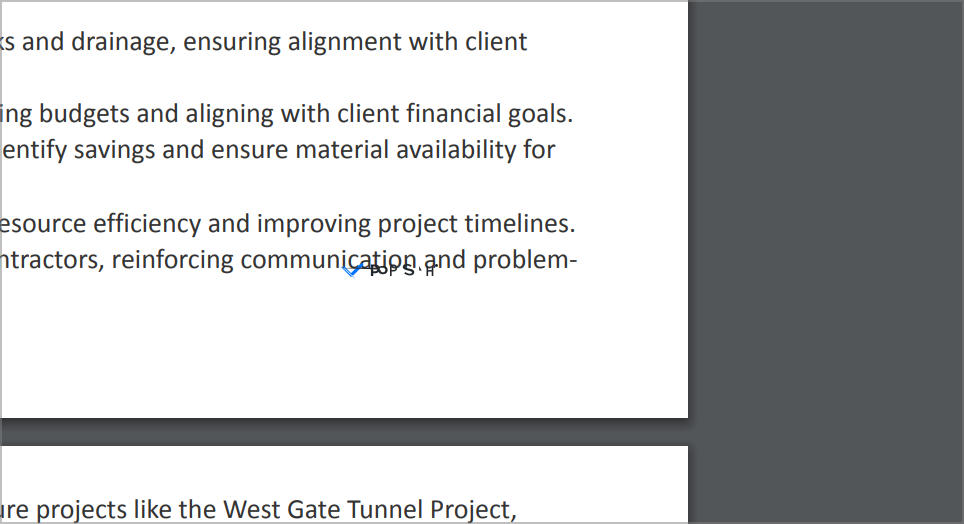 s and drainage, ensuring alignment with client
ing budgets and aligning with client financial goals.
entify savings and ensure material availability for
esource efficiency and improving project timelines.
ntractors, reinforcing communication and problem-
ure projects like the West Gate Tunnel Project,